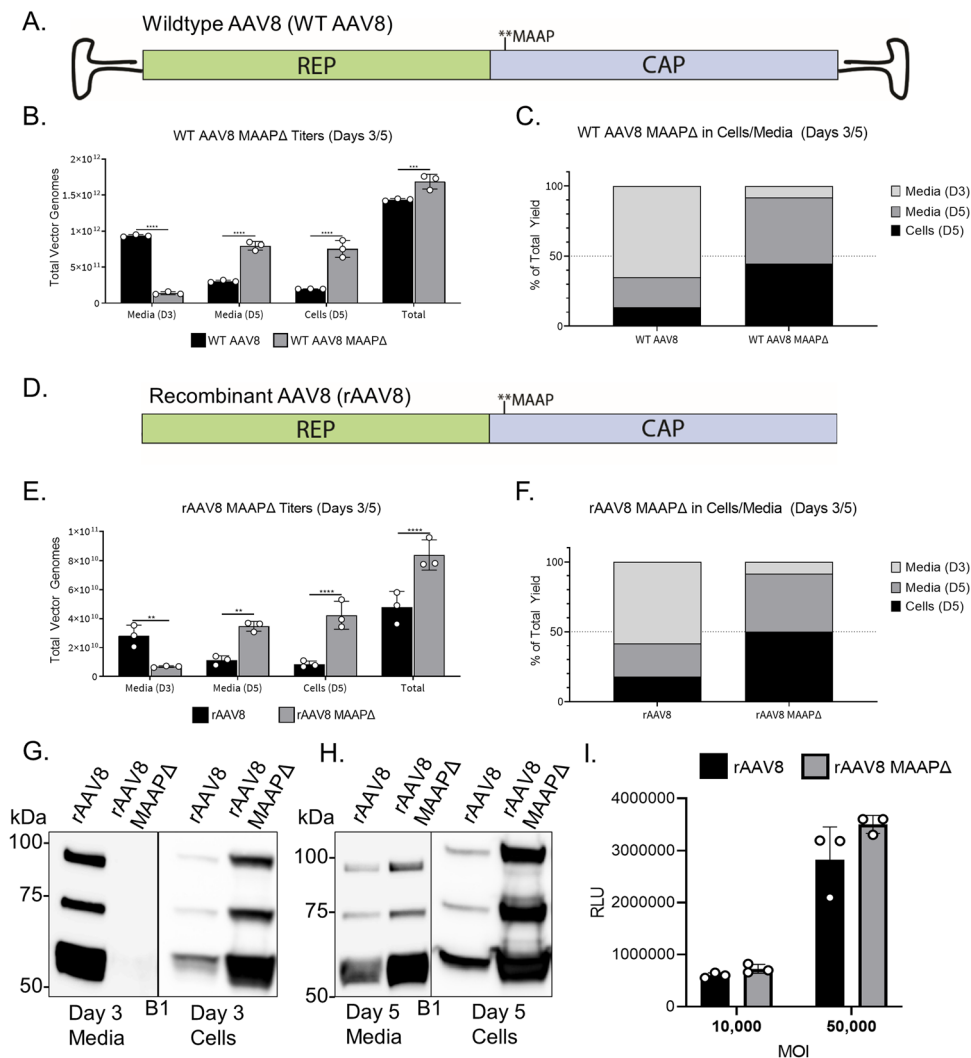 A.
Wildtype AAV8 (WT AAV8)
**MAAP
REP
CAP
B.
WT AAV8 MAAPΔ Titers (Days 3/5)
Total Vector Genomes
2×10¹²
1×10¹²
1×10¹²
5×10¹¹
0
****
****
****
***
Media (D3)
Media (D5)
Cells (D5)
Total
WT AAV8
WT AAV8 MAAPΔ
C.
WT AAV8 MAAPΔ in Cells/Media (Days 3/5)
% of Total Yield
100
50
0
WT AAV8
WT AAV8 MAAPΔ
Media (D3)
Media (D5)
Cells (D5)
D.
Recombinant AAV8 (rAAV8)
**MAAP
REP
CAP
E.
rAAV8 MAAPΔ Titers (Days 3/5)
Total Vector Genomes
1×10¹¹
8×10¹⁰
6×10¹⁰
4×10¹⁰
2×10¹⁰
0
**
**
****
****
Media (D3)
Media (D5)
Cells (D5)
Total
rAAV8
rAAV8 MAAPΔ
F.
rAAV8 MAAPΔ in Cells/Media (Days 3/5)
% of Total Yield
100
50
0
rAAV8
rAAV8 MAAPΔ
Media (D3)
Media (D5)
Cells (D5)
G.
rAAV8
rAAV8
MAAPΔ
rAAV8
rAAV8
MAAPΔ
kDa
100
75
50
Day 3
Media
B1
Day 3
Cells
H.
rAAV8
rAAV8
MAAPΔ
rAAV8
rAAV8
MAAPΔ
kDa
100
75
50
Day 5
Media
B1
Day 5
Cells
I.
rAAV8
rAAV8 MAAPΔ
RLU
4000000
3000000
2000000
1000000
0
10,000
50,000
MOI